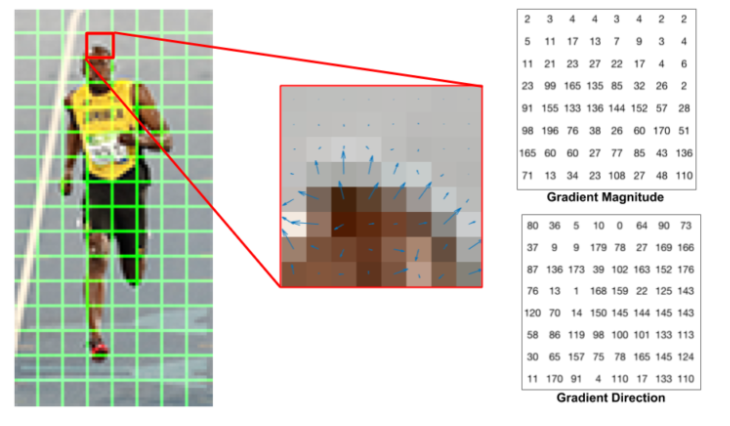 2 3 4 4 3 4 2 2
5 11 17 13 7 9 3 4
11 21 23 27 22 17 4 6
23 99 165 135 85 32 26 2
91 155 133 136 144 152 57 28
98 196 76 38 26 60 170 51
165 60 60 27 77 85 43 136
71 13 34 23 108 27 48 110
Gradient Magnitude
80 36 5 10 0 64 90 73
37 9 9 179 78 27 169 166
87 136 173 39 102 163 152 176
76 13 1 168 159 22 125 143
120 70 14 150 145 144 145 143
58 86 119 98 100 101 133 113
30 65 157 75 78 165 145 124
11 170 91 4 110 17 133 110
Gradient Direction